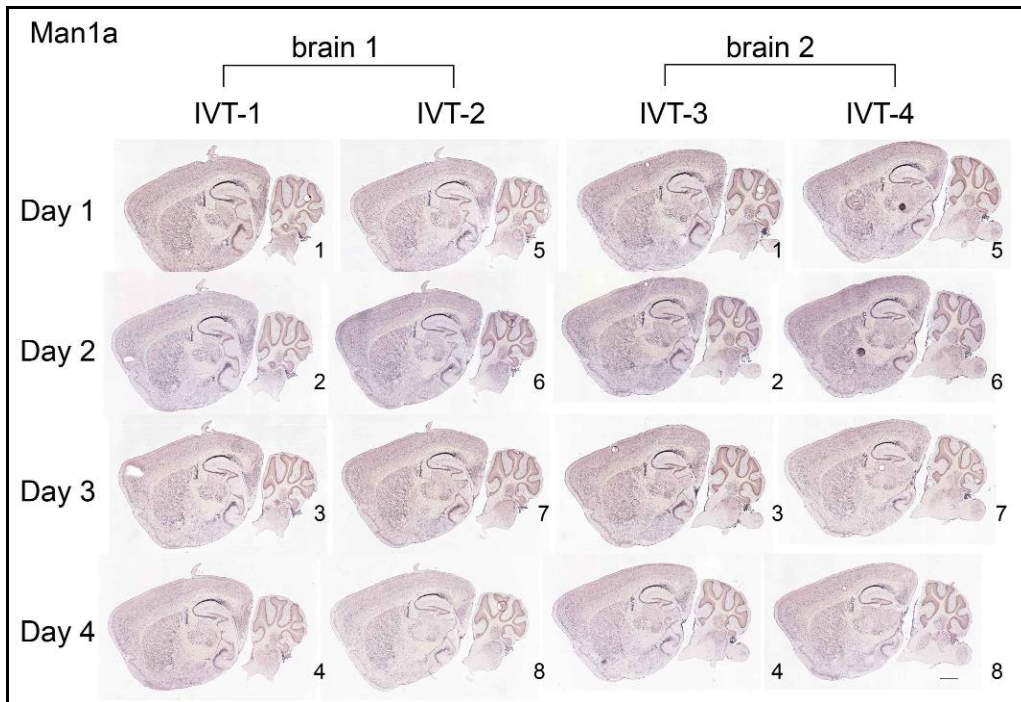 Man1a
brain 1 brain 2
IVT-1 IVT-2 IVT-3 IVT-4
Day 1
1 5 1 5
Day 2
2 6 2 6
Day 3
3 7 3 7
Day 4
4 8 4 8